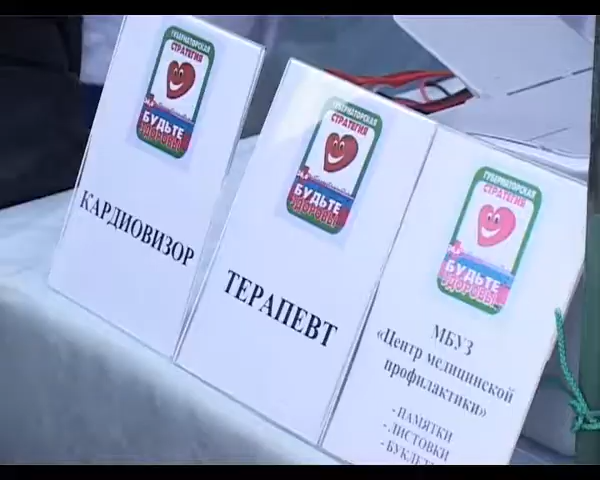 ГУБЕРНАТОРСКАЯ
СТРАТЕГИЯ
БУДЬТЕ
ЗДОРОВЫ!
КАРДИОВИЗОР
ГУБЕРНАТОРСКАЯ
СТРАТЕГИЯ
БУДЬТЕ
ЗДОРОВЫ!
ТЕРАПЕВТ
ГУБЕРНАТОРСКАЯ
СТРАТЕГИЯ
БУДЬТЕ
ЗДОРОВЫ!
МБУЗ
«Центр медицинской
профилактики»
- ПАМЯТКИ
- ЛИСТОВКИ
- БУКЛЕТЫ